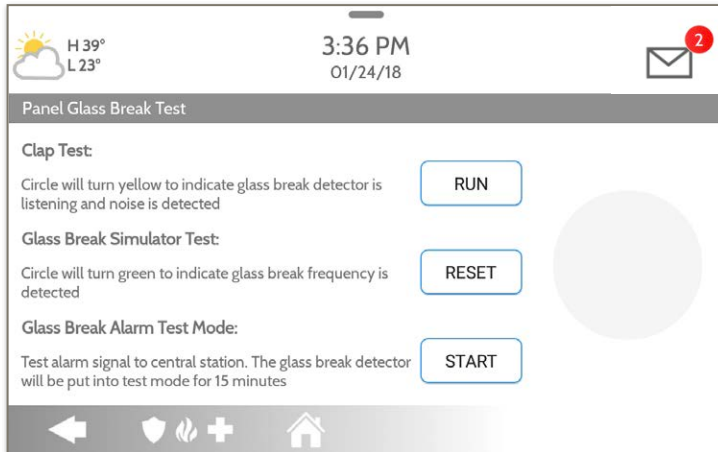 H 39°
L 23°
3:36 PM
01/24/18
2
Panel Glass Break Test
Clap Test:
Circle will turn yellow to indicate glass break detector is
listening and noise is detected
RUN
Glass Break Simulator Test:
Circle will turn green to indicate glass break frequency is
detected
RESET
Glass Break Alarm Test Mode:
Test alarm signal to central station. The glass break detector
will be put into test mode for 15 minutes
START